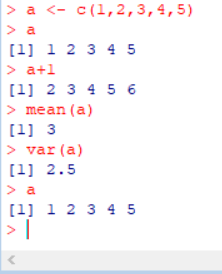 > a <- c(1,2,3,4,5)
> a
[1] 1 2 3 4 5
> a+1
[1] 2 3 4 5 6
> mean(a)
[1] 3
> var(a)
[1] 2.5
> a
[1] 1 2 3 4 5
>